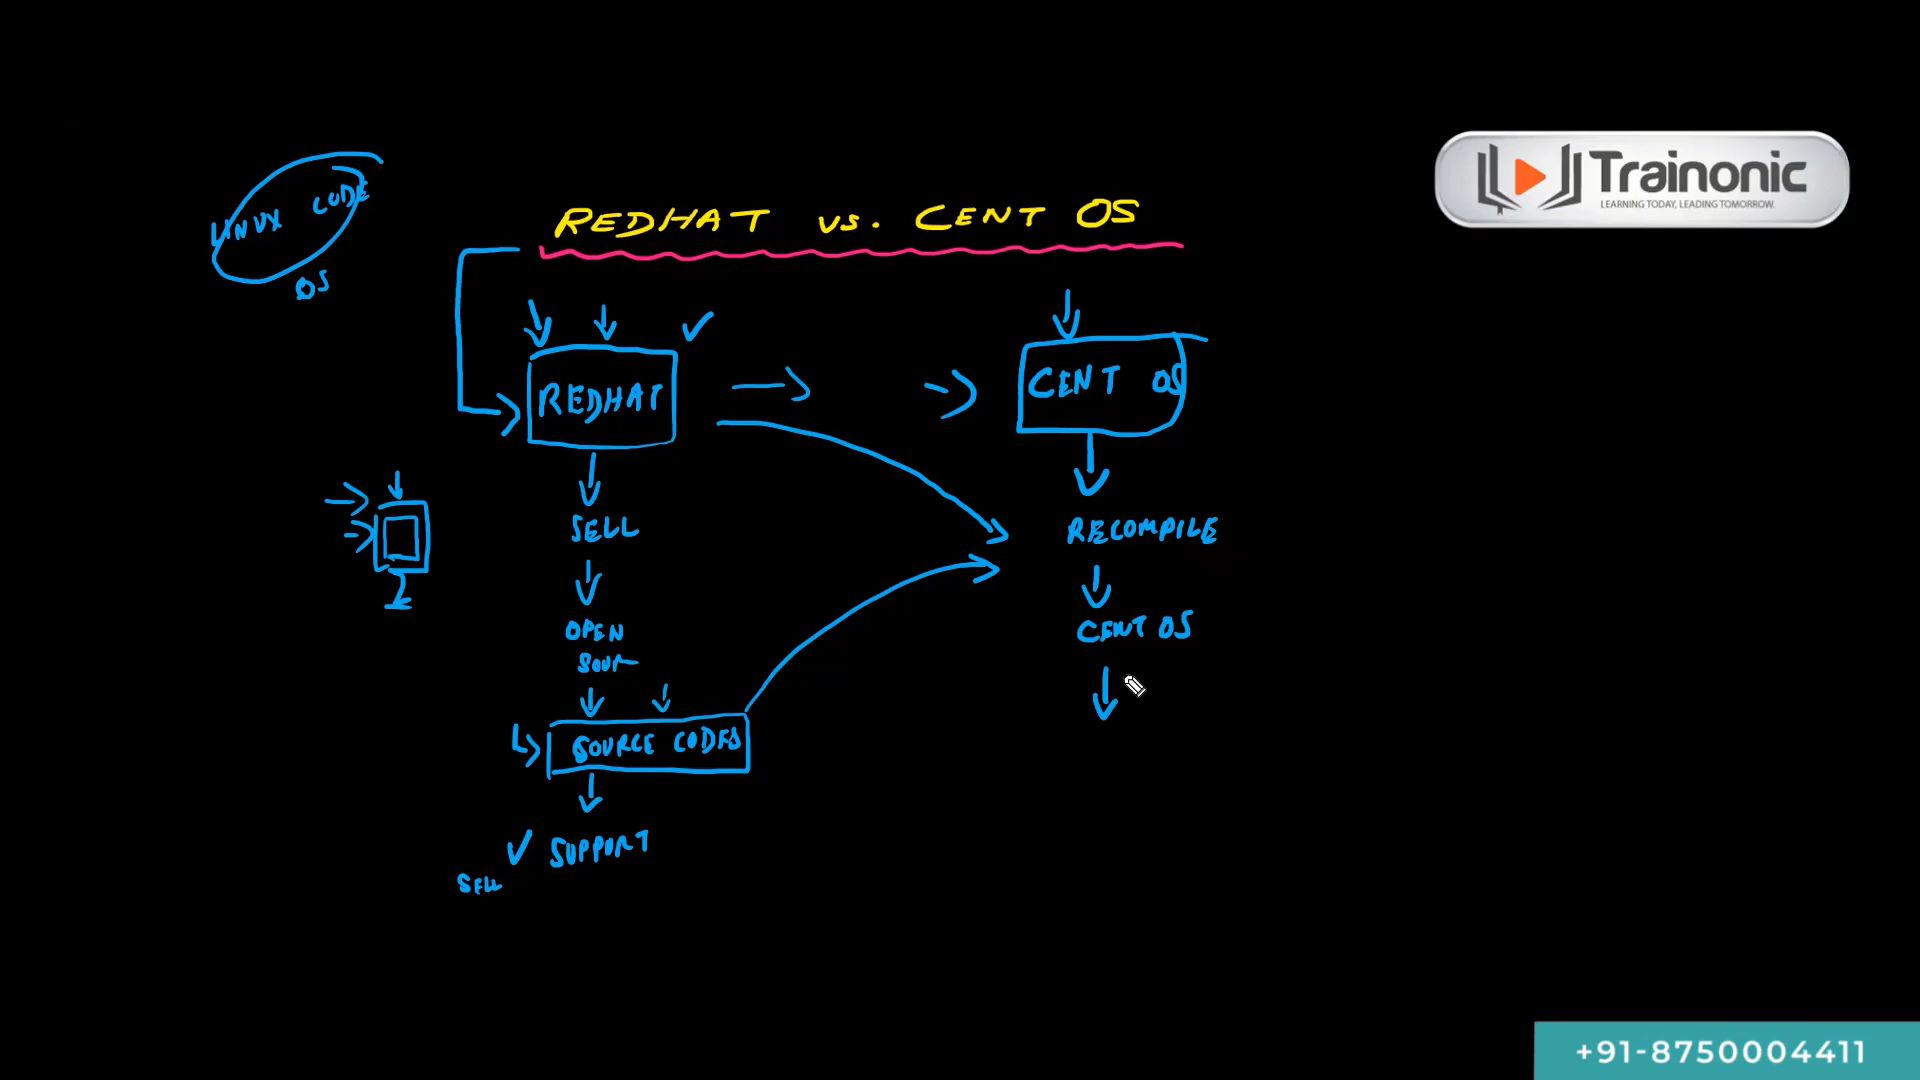 LINUX CODE
OS
Trainonic
LEARNING TODAY, LEADING TOMORROW.
REDHAT vs. CENT OS
REDHAT
CENT OS
SELL
RECOMPILE
OPEN
CENT OS
SOURCE CODES
SUPPORT
SELL
+91-8750004411